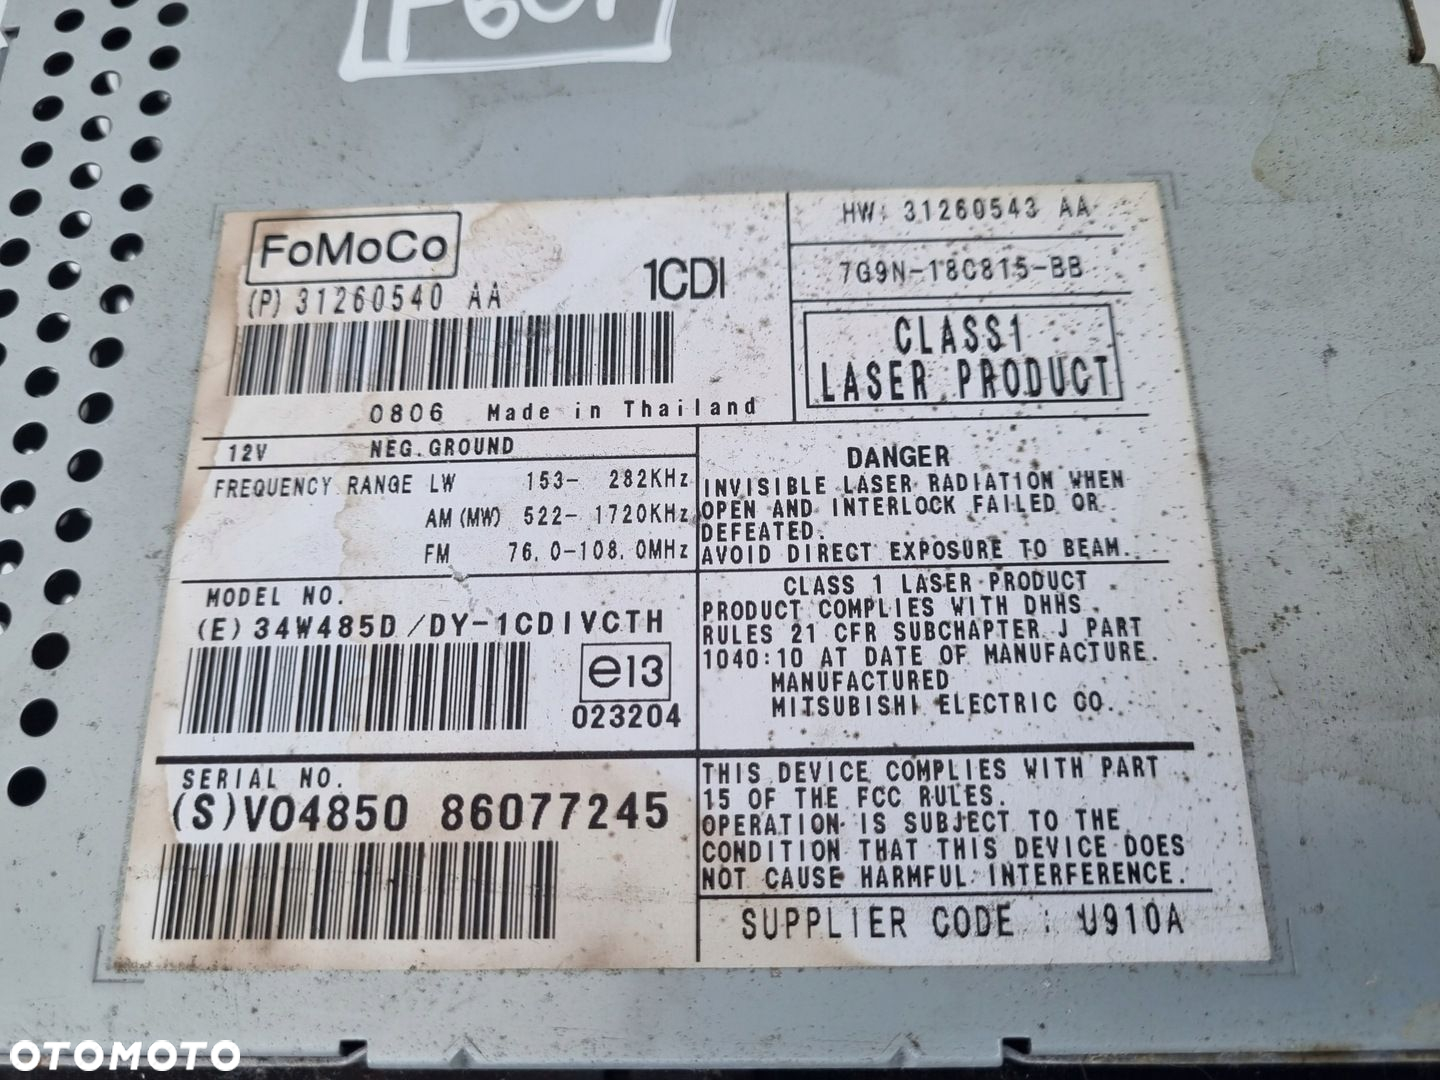 FoMoCo
(P) 31260540 AA
1CDI
0806 Made in Thailand
HW: 31260543 AA
7G9N-18C815-BB
CLASS1
LASER PRODUCT
12V NEG. GROUND
FREQUENCY RANGE LW 153- 282KHz
AM (MW) 522- 1720KHz
FM 76.0-108.0MHz
DANGER
INVISIBLE LASER RADIATION WHEN
OPEN AND INTERLOCK FAILED OR
DEFEATED.
AVOID DIRECT EXPOSURE TO BEAM.
MODEL NO.
(E) 34W485D/DY-1CDIVCTH
e13
023204
CLASS 1 LASER PRODUCT
PRODUCT COMPLIES WITH DHHS
RULES 21 CFR SUBCHAPTER J PART
1040:10 AT DATE OF MANUFACTURE.
MANUFACTURED
MITSUBISHI ELECTRIC CO.
SERIAL NO.
(S)V04850 86077245
THIS DEVICE COMPLIES WITH PART
15 OF THE FCC RULES.
OPERATION IS SUBJECT TO THE
CONDITION THAT THIS DEVICE DOES
NOT CAUSE HARMFUL INTERFERENCE.
SUPPLIER CODE : U910A
OTOMOTO